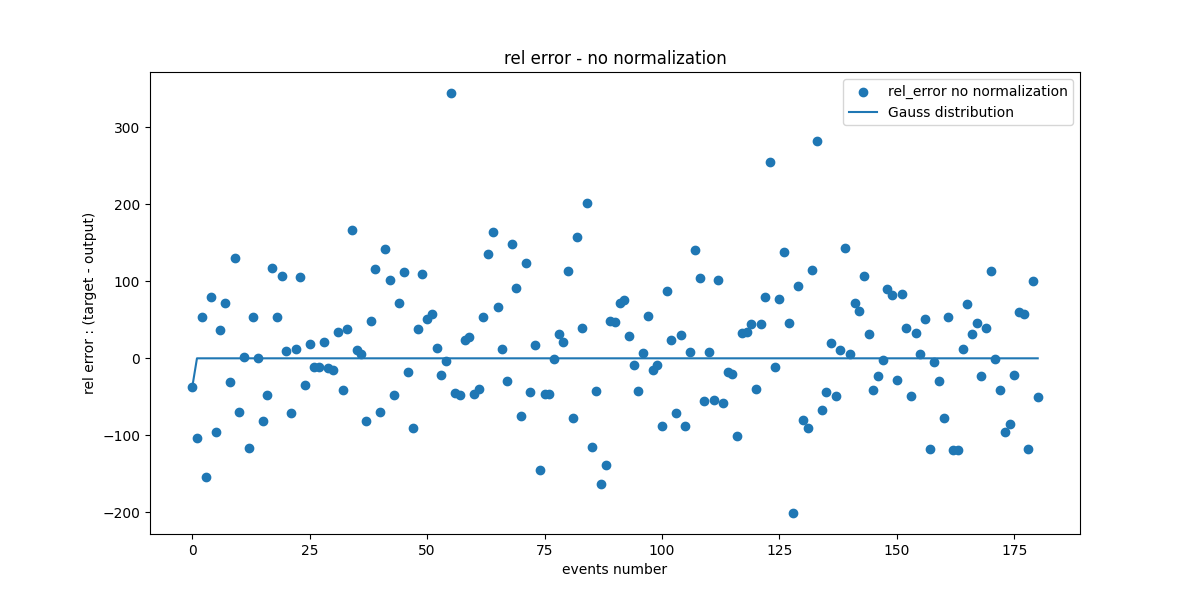 rel error - no normalization
rel_error no normalization
Gauss distribution
rel error : (target - output)
300
200
100
0
−100
−200
0
25
50
75
100
125
150
175
events number